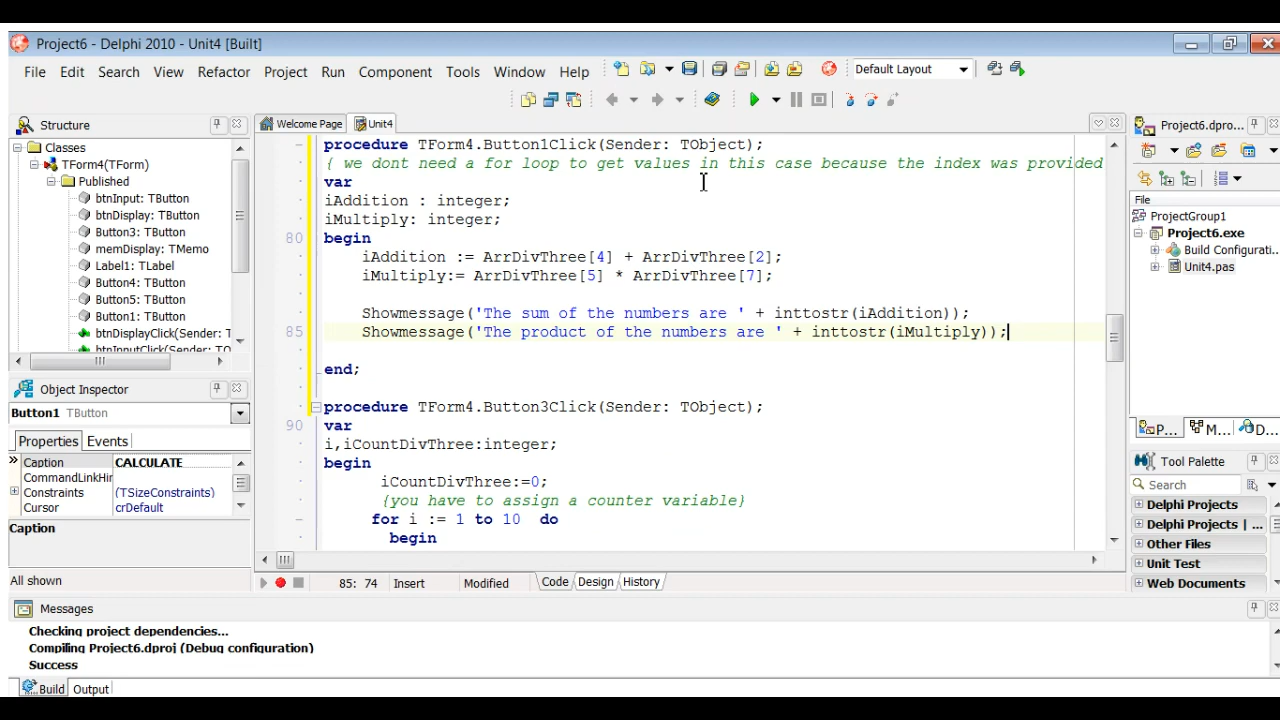 Project6 - Delphi 2010 - Unit4 [Built]
File Edit Search View Refactor Project Run Component Tools Window Help
Default Layout
Structure
Welcome Page
Unit4
Project6.dpro...
Classes
TForm4(TForm)
Published
btnInput: TButton
btnDisplay: TButton
Button3: TButton
memDisplay: TMemo
Label1: TLabel
Button4: TButton
Button5: TButton
Button1: TButton
btnDisplayClick(Sender: T
btnInputClick(Sender: TO
procedure TForm4.Button1Click(Sender: TObject);
{ we dont need a for loop to get values in this case because the index was provided
var
iAddition : integer;
iMultiply: integer;
80 begin
iAddition := ArrDivThree[4] + ArrDivThree[2];
iMultiply:= ArrDivThree[5] * ArrDivThree[7];
Showmessage('The sum of the numbers are ' + inttostr(iAddition));
85 Showmessage('The product of the numbers are ' + inttostr(iMultiply));
end;
procedure TForm4.Button3Click(Sender: TObject);
90 var
i,iCountDivThree:integer;
begin
iCountDivThree:=0;
{you have to assign a counter variable}
for i := 1 to 10 do
begin
File
ProjectGroup1
Project6.exe
Build Configurati...
Unit4.pas
P...
M...
D...
Object Inspector
Button1 TButton
Properties Events
Caption CALCULATE
CommandLinkHin
Constraints (TSizeConstraints)
Cursor crDefault
Caption
All shown
Tool Palette
Search
Delphi Projects
Delphi Projects | ...
Other Files
Unit Test
Web Documents
85: 74 Insert Modified Code Design History
Messages
Checking project dependencies...
Compiling Project6.dproj (Debug configuration)
Success
Build Output